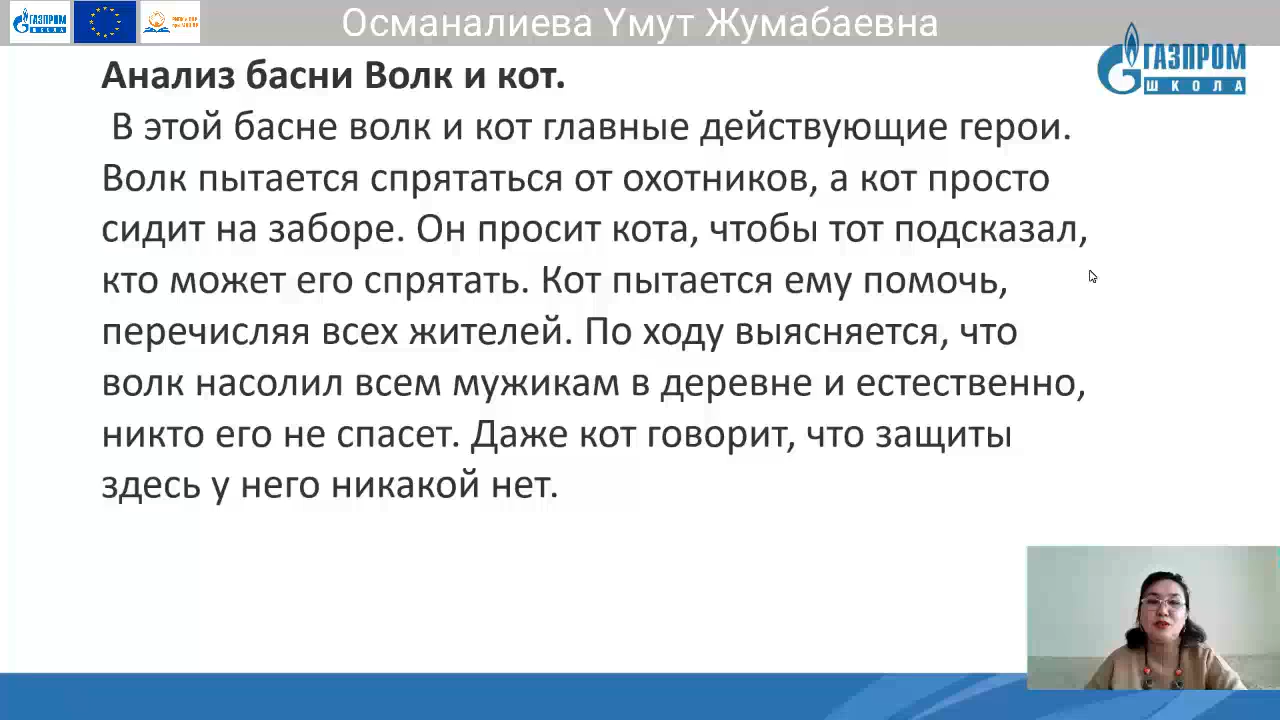 ГАЗПРОМ
ШКОЛА
Османалиева Үмут Жумабаевна
ГАЗПРОМ
ШКОЛА
Анализ басни Волк и кот.
В этой басне волк и кот главные действующие герои.
Волк пытается спрятаться от охотников, а кот просто
сидит на заборе. Он просит кота, чтобы тот подсказал,
кто может его спрятать. Кот пытается ему помочь,
перечисляя всех жителей. По ходу выясняется, что
волк насолил всем мужикам в деревне и естественно,
никто его не спасет. Даже кот говорит, что защиты
здесь у него никакой нет.